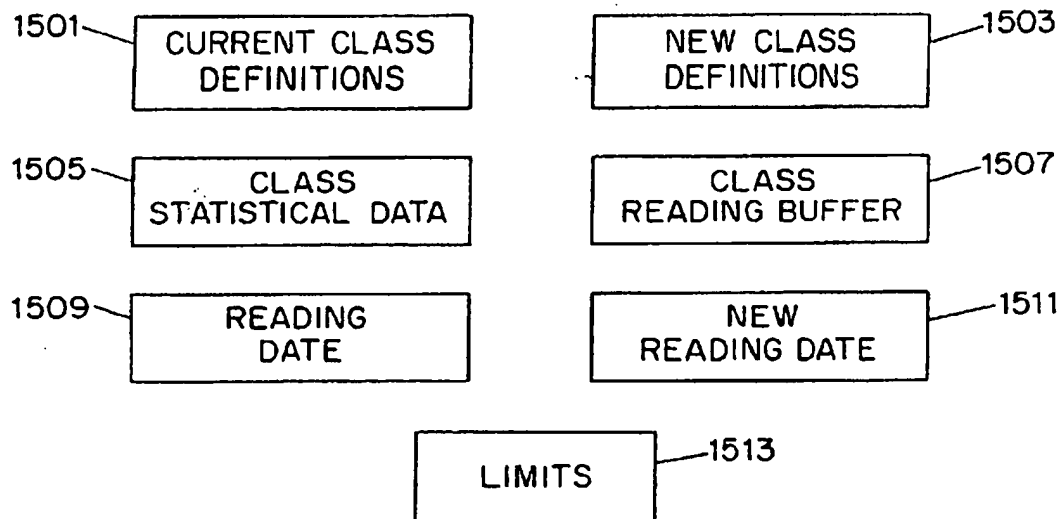 1501
CURRENT CLASS
DEFINITIONS
NEW CLASS
DEFINITIONS
1503
1505
CLASS
STATISTICAL DATA
CLASS
READING BUFFER
1507
1509
READING
DATE
NEW
READING DATE
1511
LIMITS
1513